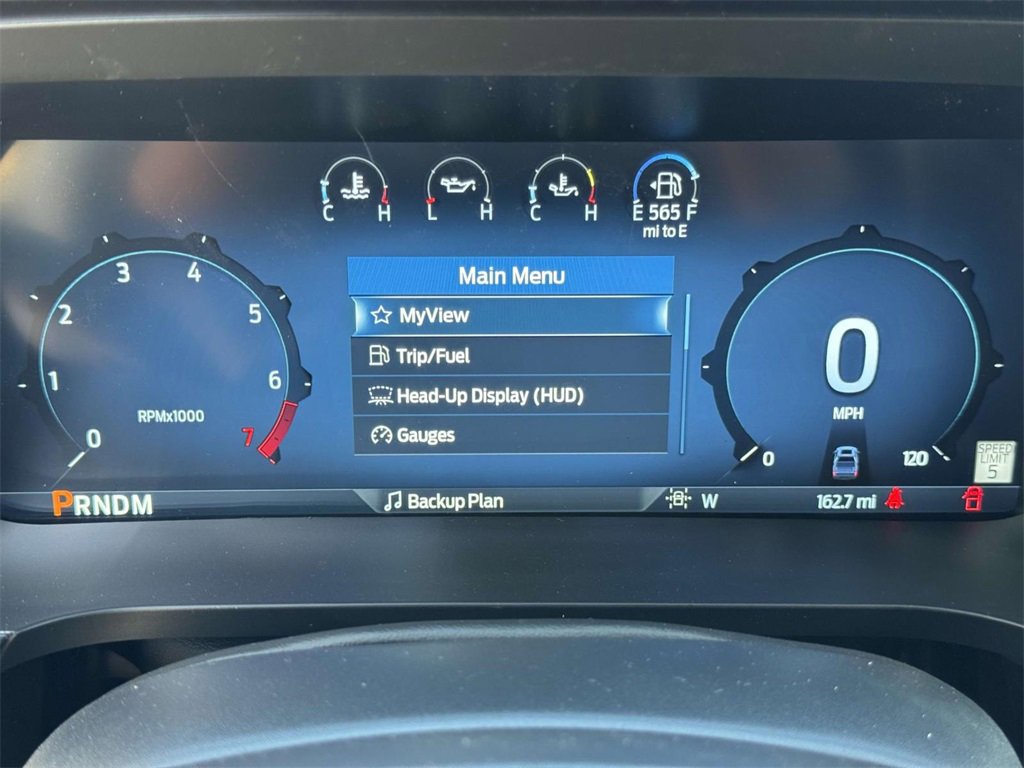 C H
L H
C H
E 565 F
mi to E
Main Menu
MyView
Trip/Fuel
Head-Up Display (HUD)
Gauges
0 1 2 3 4 5 6 7
RPMx1000
0
MPH
0 120
SPEED
LIMIT
5
PRNDM
Backup Plan
W
162.7 mi